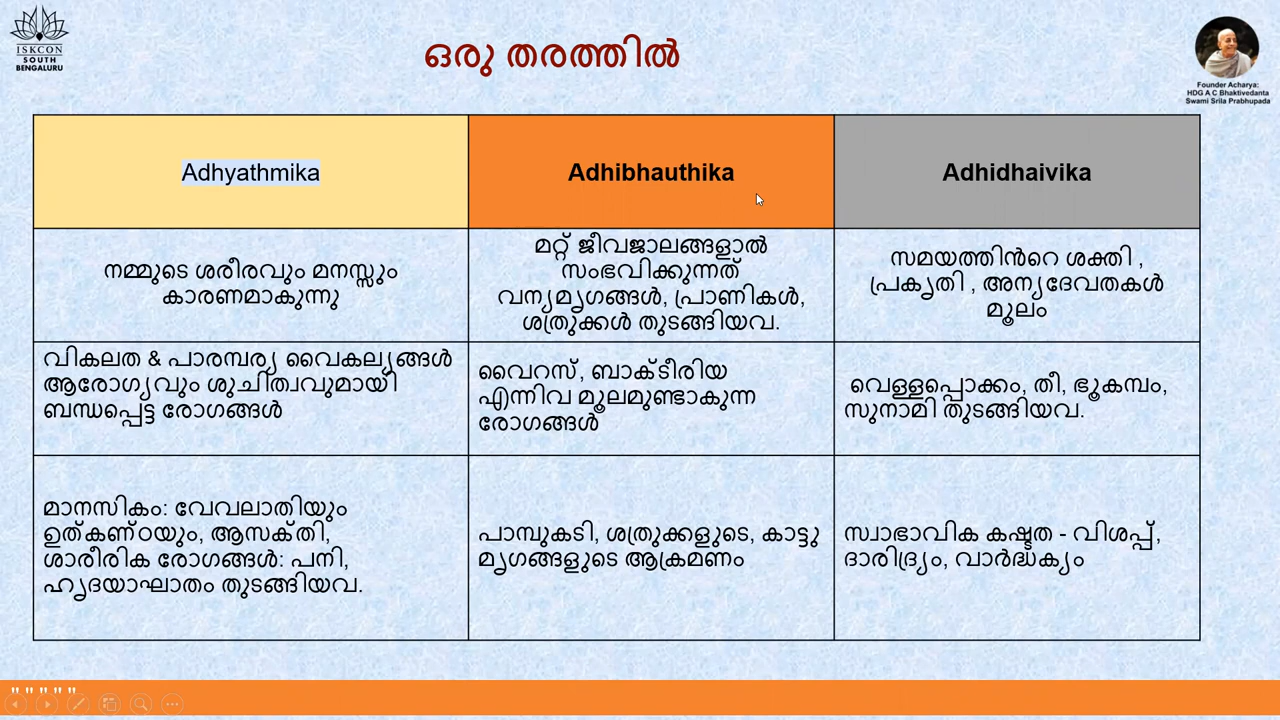 ISKCON
SOUTH
BENGALURU
ഒരു തരത്തിൽ
Founder Acharya:
HDG A C Bhaktivedanta
Swami Srila Prabhupada
Adhyathmika
Adhibhauthika
Adhidhaivika
നമ്മുടെ ശരീരവും മനസ്സും
കാരണമാകുന്നു
മറ്റ് ജീവജാലങ്ങളാൽ
സംഭവിക്കുന്നത്
വന്യമൃഗങ്ങൾ, പ്രാണികൾ,
ശത്രുക്കൾ തുടങ്ങിയവ.
സമയത്തിൻറെ ശക്തി ,
പ്രകൃതി , അന്യദേവതകൾ
മൂലം
വികലത & പാരമ്പര്യ വൈകല്യങ്ങൾ
ആരോഗ്യവും ശുചിത്വവുമായി
ബന്ധപ്പെട്ട രോഗങ്ങൾ
വൈറസ്, ബാക്ടീരിയ
എന്നിവ മൂലമുണ്ടാകുന്ന
രോഗങ്ങൾ
വെള്ളപ്പൊക്കം, തീ, ഭൂകമ്പം,
സുനാമി തുടങ്ങിയവ.
മാനസികം: വേവലാതിയും
ഉത്കണ്ഠയും, ആസക്തി,
ശാരീരിക രോഗങ്ങൾ: പനി,
ഹൃദയാഘാതം തുടങ്ങിയവ.
പാമ്പുകടി, ശത്രുക്കളുടെ, കാട്ടു
മൃഗങ്ങളുടെ ആക്രമണം
സ്വാഭാവിക കഷ്ടത - വിശപ്പ്,
ദാരിദ്ര്യം, വാർദ്ധക്യം
" " " " "